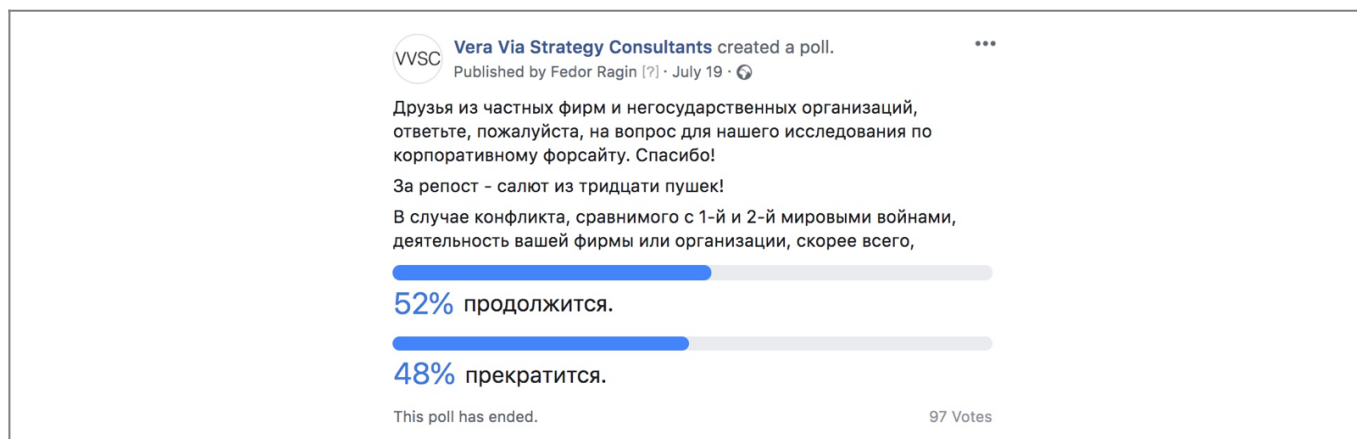 VVSC
Vera Via Strategy Consultants created a poll.
Published by Fedor Ragin [?] · July 19 ·
Друзья из частных фирм и негосударственных организаций,
ответьте, пожалуйста, на вопрос для нашего исследования по
корпоративному форсайту. Спасибо!
За репост - салют из тридцати пушек!
В случае конфликта, сравнимого с 1-й и 2-й мировыми войнами,
деятельность вашей фирмы или организации, скорее всего,
52% продолжится.
48% прекратится.
This poll has ended.
97 Votes